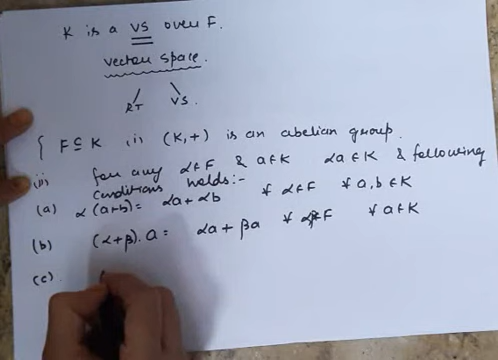 K is a VS over F.
vector space.
RT VS.
{ F ⊆ K (i) (K,+) is an abelian group.
(ii) for any α∈F & a∈K αa∈K & following
conditions holds:-
(a) α(a+b)= αa+αb ∀ α∈F ∀ a,b∈K
(b) (α+β).a = αa+βa ∀ α,β∈F ∀ a∈K
(c).